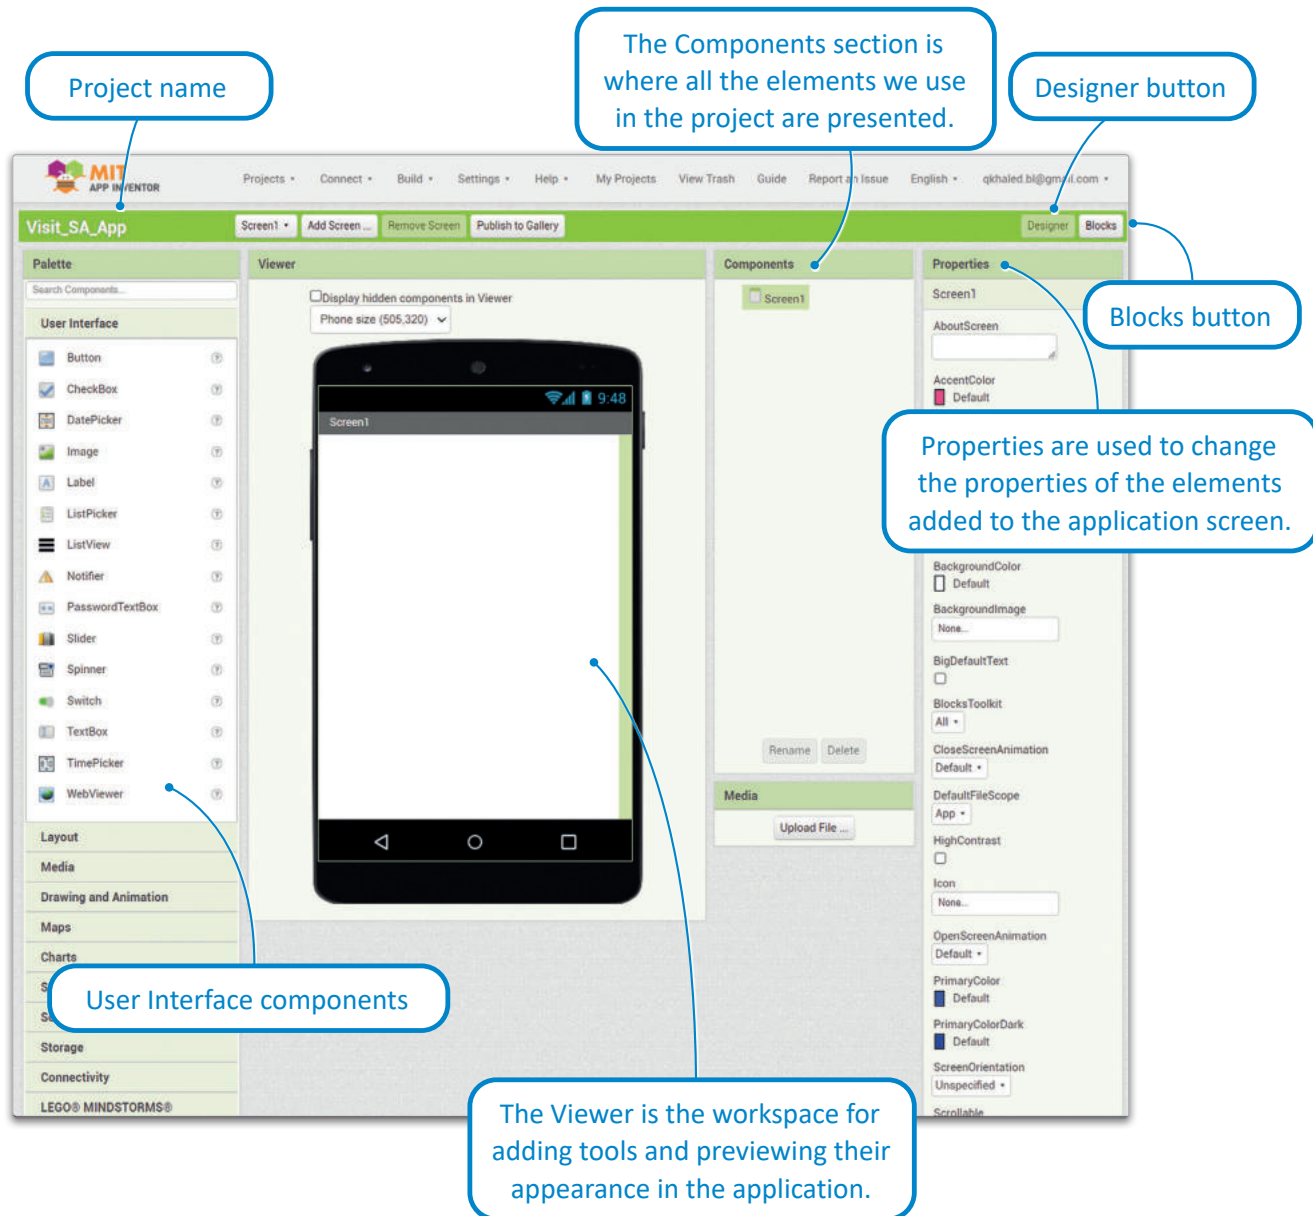 The Components section is
where all the elements we use
in the project are presented.
Project name
Designer button
MIT
APP INVENTOR
Projects Connect Build Settings Help My Projects View Trash Guide Report an Issue English qkhaled.bl@gmail.com
Visit_SA_App
Screen1 Add Screen ... Remove Screen Publish to Gallery
Designer Blocks
Blocks button
Palette
Search Components...
User Interface
Button
CheckBox
DatePicker
Image
Label
ListPicker
ListView
Notifier
PasswordTextBox
Slider
Spinner
Switch
TextBox
TimePicker
WebViewer
Layout
Media
Drawing and Animation
Maps
Charts
User Interface components
Storage
Connectivity
LEGO® MINDSTORMS®
Viewer
Display hidden components in Viewer
Phone size (505,320)
9:48
Screen1
The Viewer is the workspace for
adding tools and previewing their
appearance in the application.
Components
Screen1
Rename Delete
Media
Upload File ...
Properties
Screen1
AboutScreen
AccentColor
Default
Properties are used to change
the properties of the elements
added to the application screen.
BackgroundColor
Default
BackgroundImage
None...
BigDefaultText
BlocksToolkit
All
CloseScreenAnimation
Default
DefaultFileScope
App
HighContrast
Icon
None...
OpenScreenAnimation
Default
PrimaryColor
Default
PrimaryColorDark
Default
ScreenOrientation
Unspecified
Scrollable